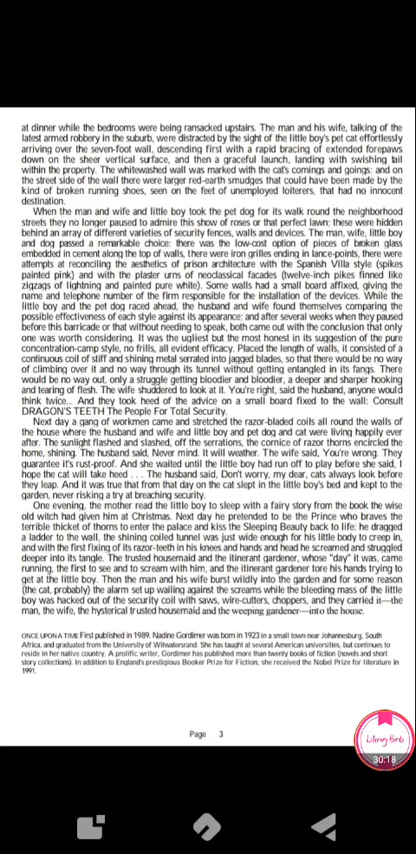 at dinner while the bedrooms were being ransacked upstairs. The man and his wife, talking of the
latest armed robbery in the suburb, were distracted by the sight of the little boy's pet cat effortlessly
arriving over the seven-foot wall, descending first with a rapid bracing of extended forepaws
down on the sheer vertical surface, and then a graceful launch, landing with swishing tail
within the property. The whitewashed wall was marked with the cat's comings and goings; and on
the street side of the wall there were larger red-earth smudges that could have been made by the
kind of broken running shoes, seen on the feet of unemployed loiterers, that had no innocent
destination.
When the man and wife and little boy took the pet dog for its walk round the neighborhood
streets they no longer paused to admire this show of roses or that perfect lawn; these were hidden
behind an array of different varieties of security fences, walls and devices. The man, wife, little boy
and dog passed a remarkable choice: there was the low-cost option of pieces of broken glass
embedded in cement along the top of walls, there were iron grilles ending in lance-points, there were
attempts at reconciling the aesthetics of prison architecture with the Spanish Villa style (spikes
painted pink) and with the plaster urns of neoclassical facades (twelve-inch pikes finned like
zigzags of lightning and painted pure white). Some walls had a small board affixed, giving the
name and telephone number of the firm responsible for the installation of the devices. While the
little boy and the pet dog raced ahead, the husband and wife found themselves comparing the
possible effectiveness of each style against its appearance; and after several weeks when they paused
before this barricade or that without needing to speak, both came out with the conclusion that only
one was worth considering. It was the ugliest but the most honest in its suggestion of the pure
concentration-camp style, no frills, all evident efficacy. Placed the length of walls, it consisted of a
continuous coil of stiff and shining metal serrated into jagged blades, so that there would be no way
of climbing over it and no way through its tunnel without getting entangled in its fangs. There
would be no way out, only a struggle getting bloodier and bloodier, a deeper and sharper hooking
and tearing of flesh. The wife shuddered to look at it. You're right, said the husband, anyone would
think twice... And they took heed of the advice on a small board fixed to the wall: Consult
DRAGON'S TEETH The People For Total Security.
Next day a gang of workmen came and stretched the razor-bladed coils all round the walls of
the house where the husband and wife and little boy and pet dog and cat were living happily ever
after. The sunlight flashed and slashed, off the serrations, the cornice of razor thorns encircled the
home, shining. The husband said, Never mind. It will weather. The wife said, You're wrong. They
guarantee it's rust-proof. And she waited until the little boy had run off to play before she said, I
hope the cat will take heed . . . The husband said, Don't worry, my dear, cats always look before
they leap. And it was true that from that day on the cat slept in the little boy's bed and kept to the
garden, never risking a try at breaching security.
One evening, the mother read the little boy to sleep with a fairy story from the book the wise
old witch had given him at Christmas. Next day he pretended to be the Prince who braves the
terrible thicket of thorns to enter the palace and kiss the Sleeping Beauty back to life: he dragged
a ladder to the wall, the shining coiled tunnel was just wide enough for his little body to creep in,
and with the first fixing of its razor-teeth in his knees and hands and head he screamed and struggled
deeper into its tangle. The trusted housemaid and the itinerant gardener, whose "day" it was, came
running, the first to see and to scream with him, and the itinerant gardener tore his hands trying to
get at the little boy. Then the man and his wife burst wildly into the garden and for some reason
(the cat, probably) the alarm set up wailing against the screams while the bleeding mass of the little
boy was hacked out of the security coil with saws, wire-cutters, choppers, and they carried it—the
man, the wife, the hysterical trusted housemaid and the weeping gardener—into the house.
ONCE UPON A TIME First published in 1989. Nadine Gordimer was born in 1923 in a small town near Johannesburg, South
Africa, and graduated from the University of Witwatersrand. She has taught at several American universities, but continues to
reside in her native country. A prolific writer, Gordimer has published more than twenty books of fiction (novels and short
story collections). In addition to England's prestigious Booker Prize for Fiction, she received the Nobel Prize for literature in
1991.
Page 3
Literary Birds
30:18